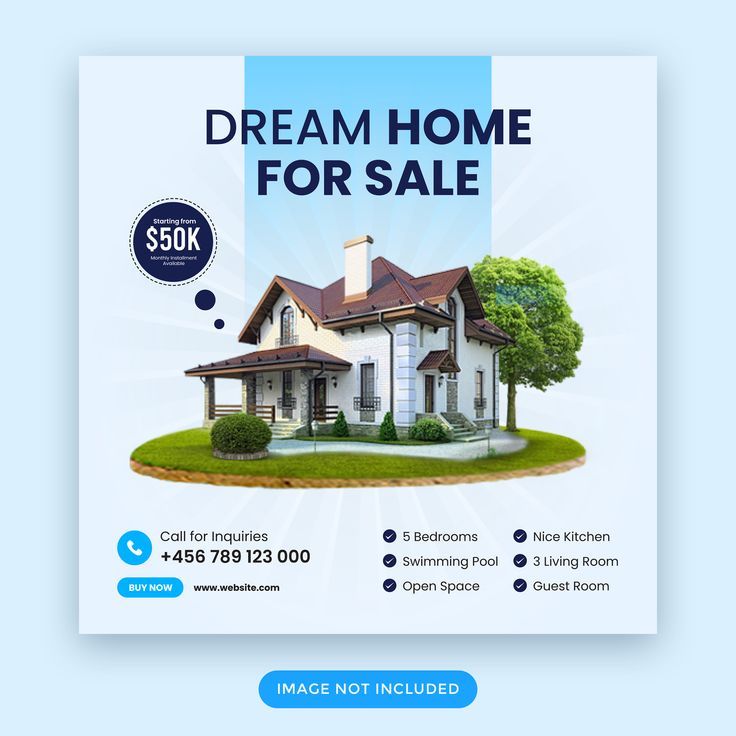 DREAM HOME
FOR SALE
Starting from
$50K
Monthly Installment
Available
Call for Inquiries
+456 789 123 000
BUY NOW www.website.com
5 Bedrooms
Swimming Pool
Open Space
Nice Kitchen
3 Living Room
Guest Room
IMAGE NOT INCLUDED